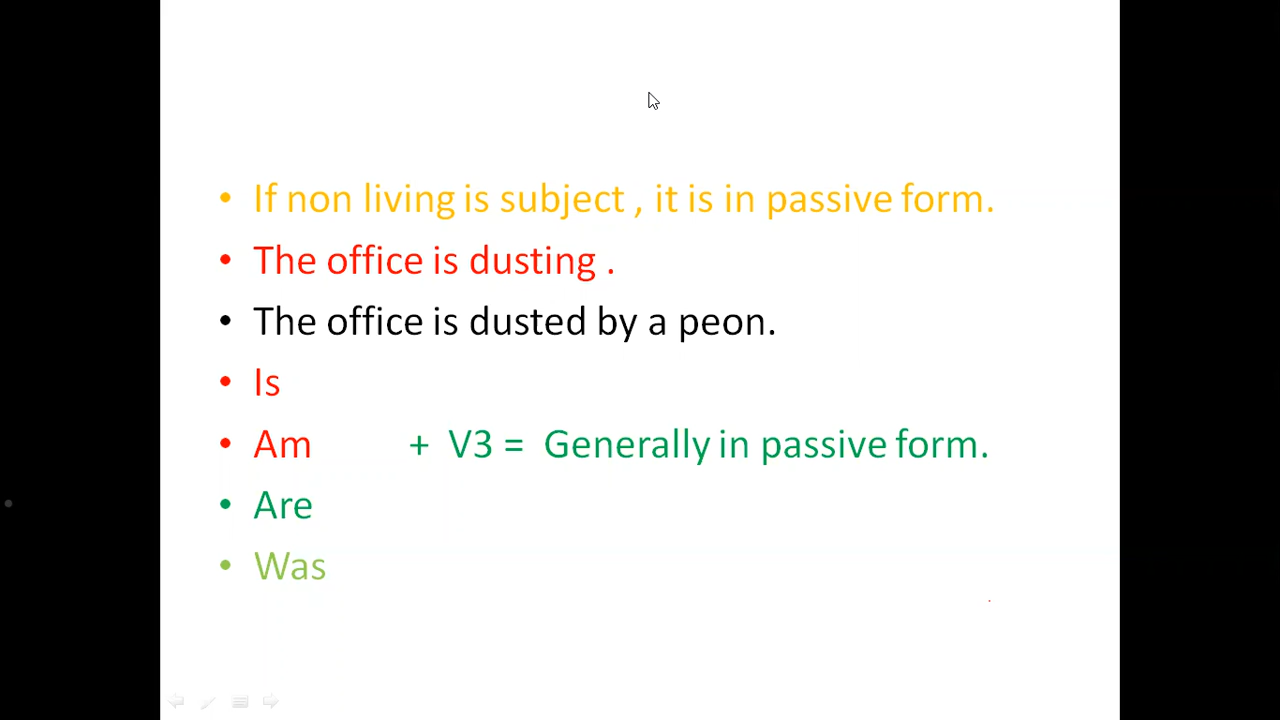 • If non living is subject , it is in passive form.
• The office is dusting .
• The office is dusted by a peon.
• Is
• Am + V3 = Generally in passive form.
• Are
• Was